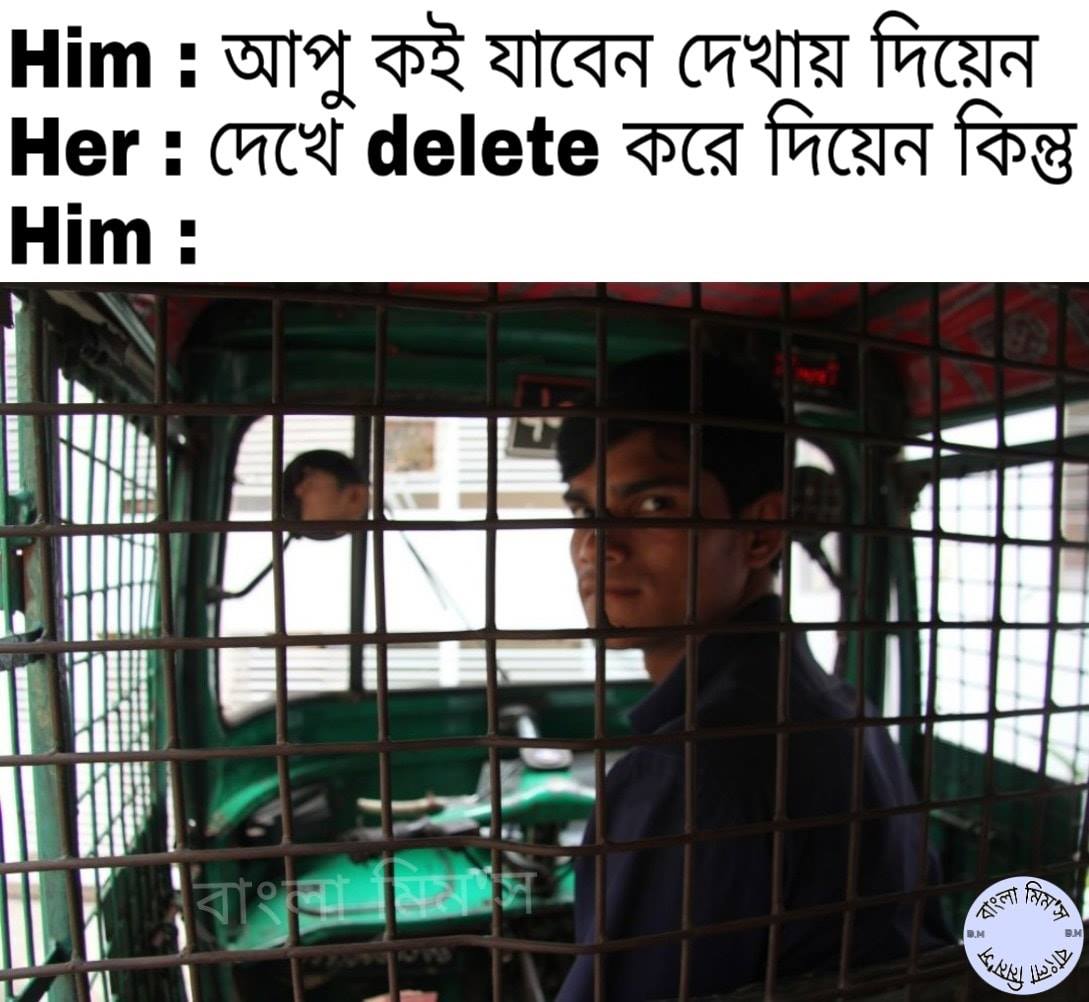 Him : আপু কই যাবেন দেখায় দিয়েন
Her : দেখে delete করে দিয়েন কিন্তু
Him :
বাংলা মিম'স
বাংলা মিম'স
B.M
B.M
বাংলা মিম'স